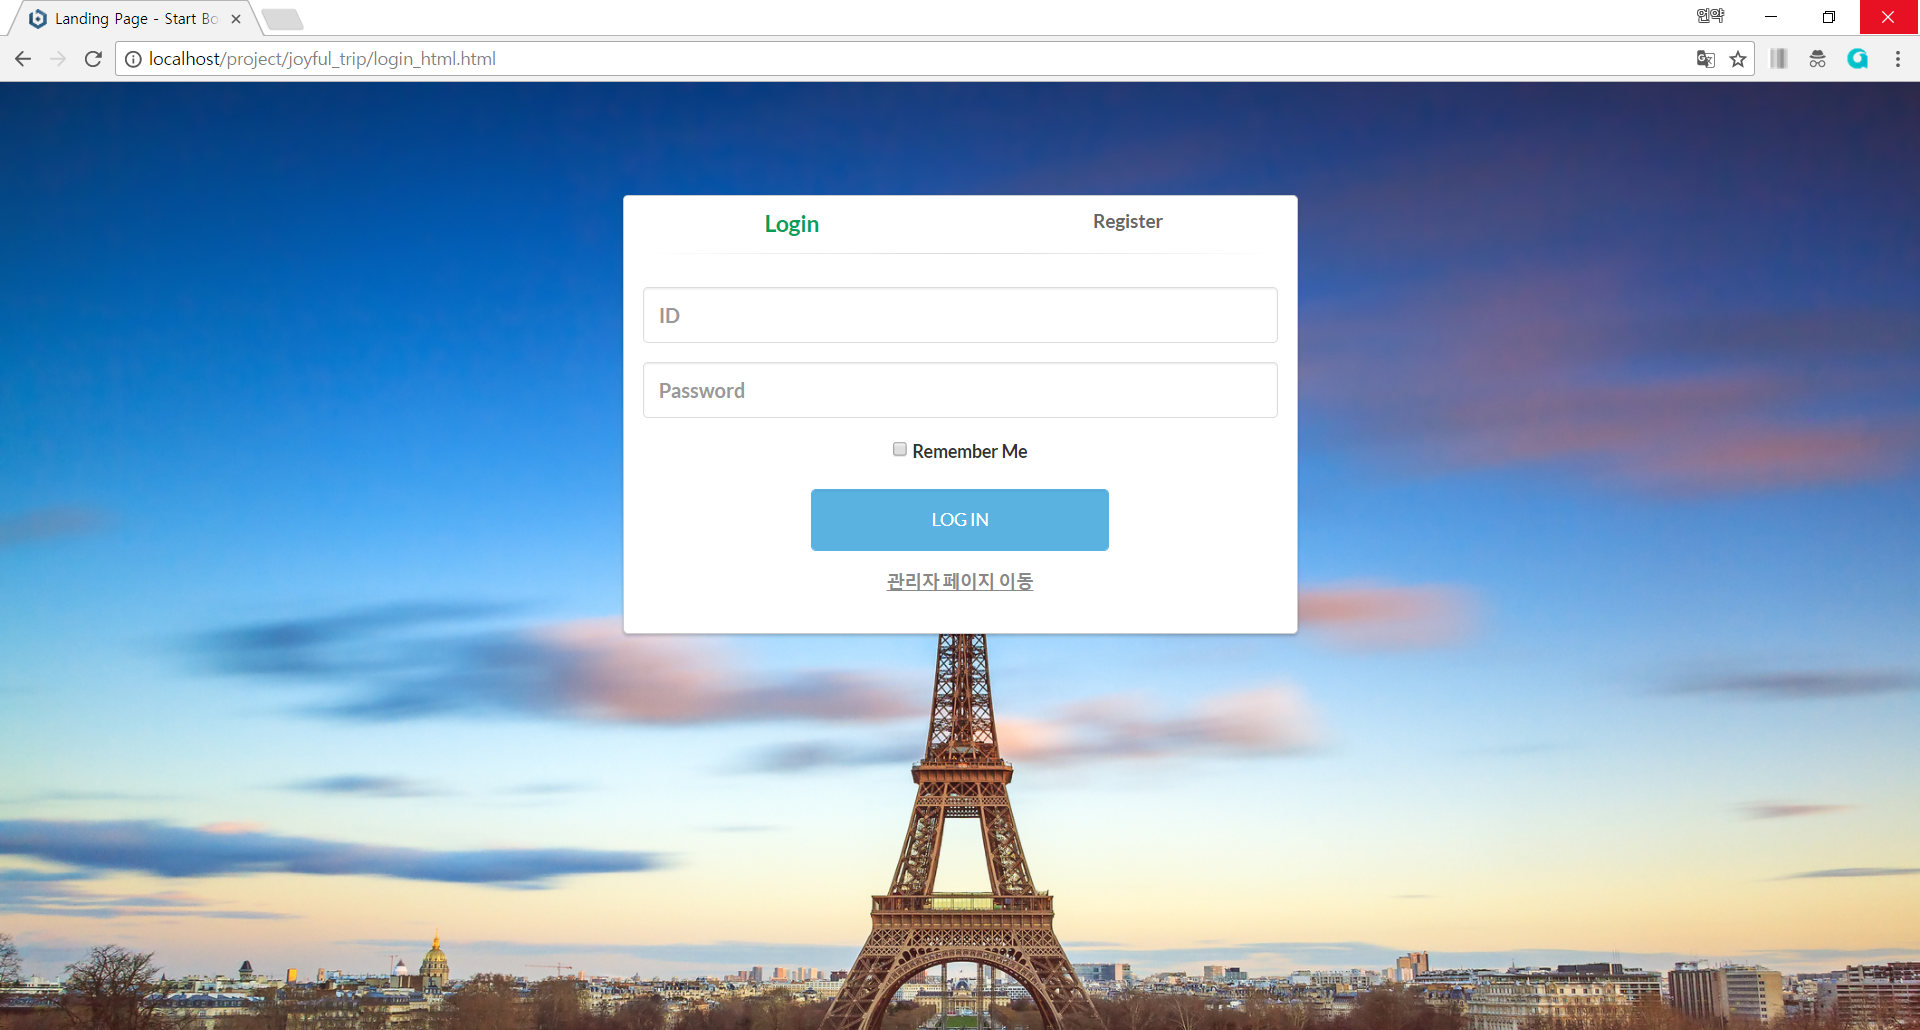 Landing Page - Start Bo
연약
localhost/project/joyful_trip/login_html.html
Login
Register
ID
Password
Remember Me
LOG IN
관리자 페이지 이동